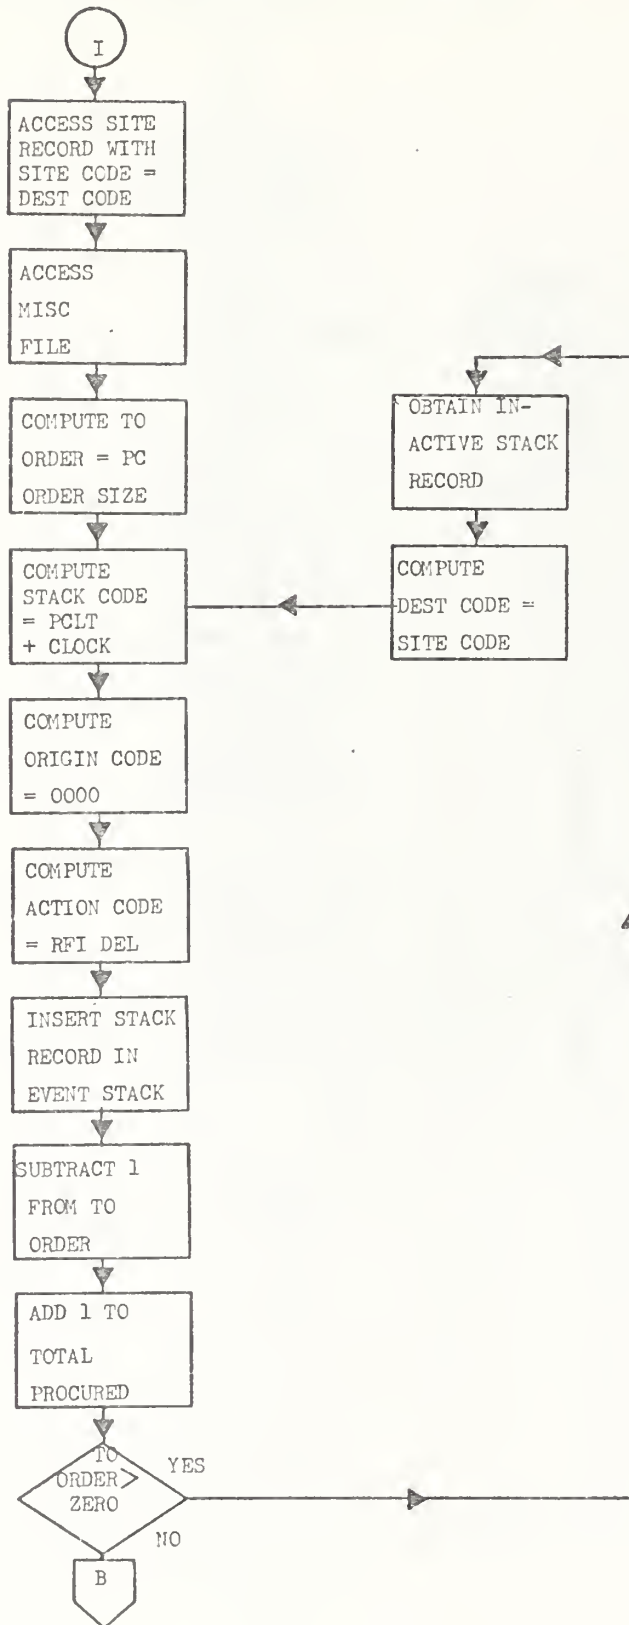 I
ACCESS SITE
RECORD WITH
SITE CODE =
DEST CODE
ACCESS
MISC
FILE
COMPUTE TO
ORDER = PC
ORDER SIZE
COMPUTE
STACK CODE
= PCLT
+ CLOCK
COMPUTE
ORIGIN CODE
= 0000
COMPUTE
ACTION CODE
= RFI DEL
INSERT STACK
RECORD IN
EVENT STACK
SUBTRACT 1
FROM TO
ORDER
ADD 1 TO
TOTAL
PROCURED
TO
ORDER >
ZERO
YES
NO
B
OBTAIN IN-
ACTIVE STACK
RECORD
COMPUTE
DEST CODE =
SITE CODE